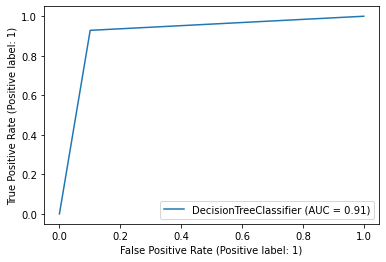 1.0
0.8
0.6
0.4
0.2
0.0
True Positive Rate (Positive label: 1)
DecisionTreeClassifier (AUC = 0.91)
0.0 0.2 0.4 0.6 0.8 1.0
False Positive Rate (Positive label: 1)